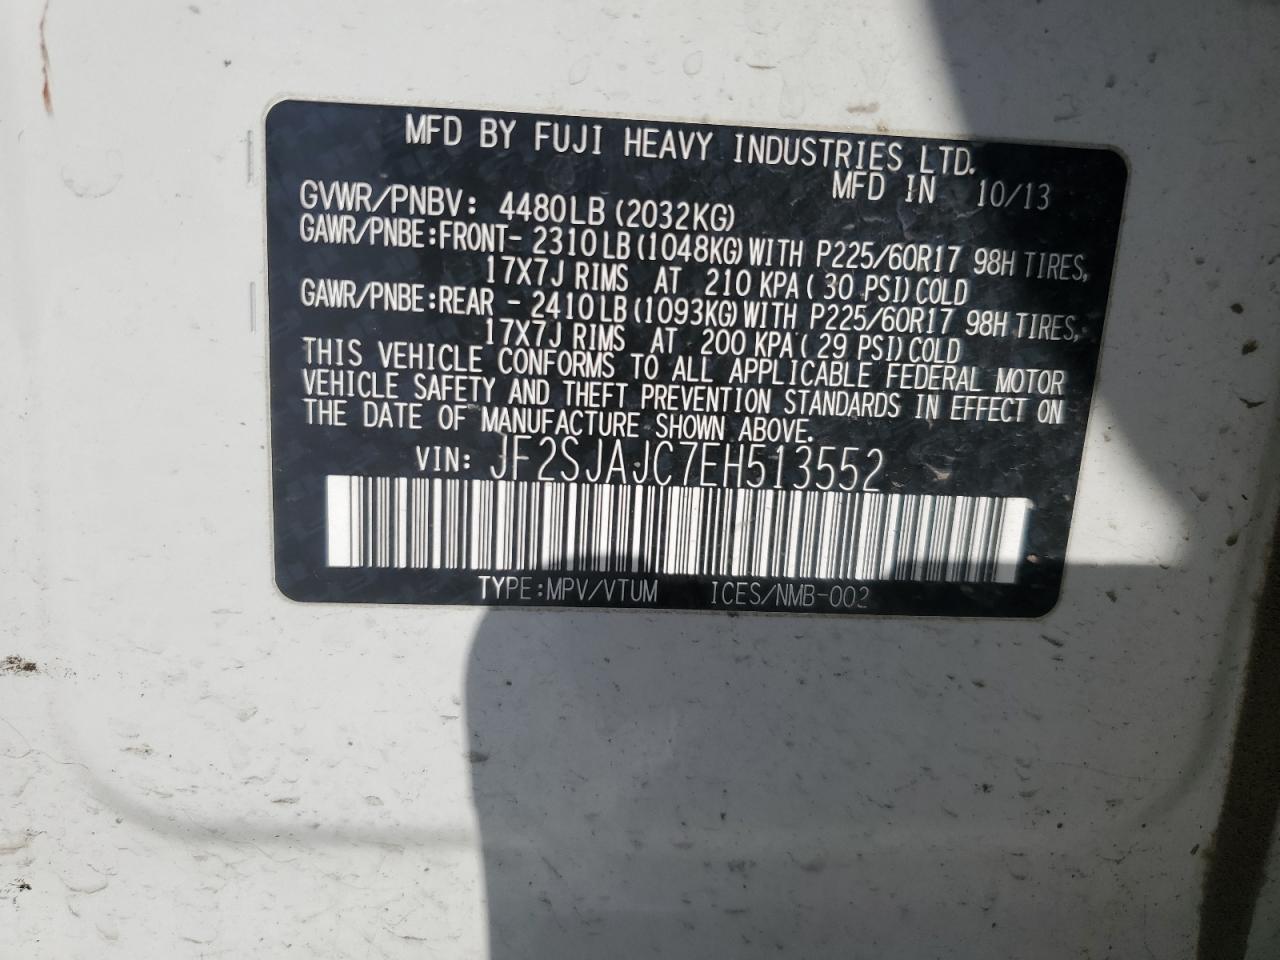 MFD BY FUJI HEAVY INDUSTRIES LTD.
MFD IN 10/13
GVWR/PNBV: 4480LB (2032KG)
GAWR/PNBE:FRONT- 2310LB (1048KG) WITH P225/60R17 98H TIRES,
17X7J RIMS AT 210 KPA ( 30 PSI) COLD
GAWR/PNBE:REAR - 2410LB (1093KG) WITH P225/60R17 98H TIRES,
17X7J RIMS AT 200 KPA ( 29 PSI) COLD
THIS VEHICLE CONFORMS TO ALL APPLICABLE FEDERAL MOTOR
VEHICLE SAFETY AND THEFT PREVENTION STANDARDS IN EFFECT ON
THE DATE OF MANUFACTURE SHOWN ABOVE.
VIN: JF2SJAJC7EH513552
TYPE:MPV/VTUM ICES/NMB-002